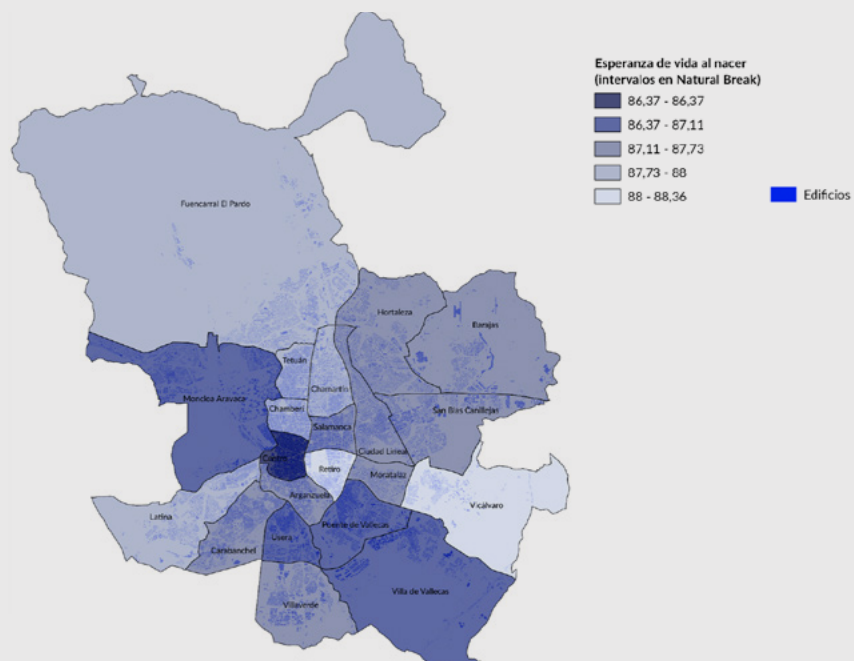 Esperanza de vida al nacer
(intervalos en Natural Break)
86,37 - 86,37
86,37 - 87,11
87,11 - 87,73
87,73 - 88
88 - 88,36
Edificios
Fuencarral El Pardo
Hortaleza
Barajas
Tetuán
Chamartín
Moncloa Aravaca
Chamberí
San Blas Canillejas
Salamanca
Ciudad Lineal
Centro
Retiro
Moratalaz
Arganzuela
Vicálvaro
Latina
Puente de Vallecas
Usera
Carabanchel
Villa de Vallecas
Villaverde